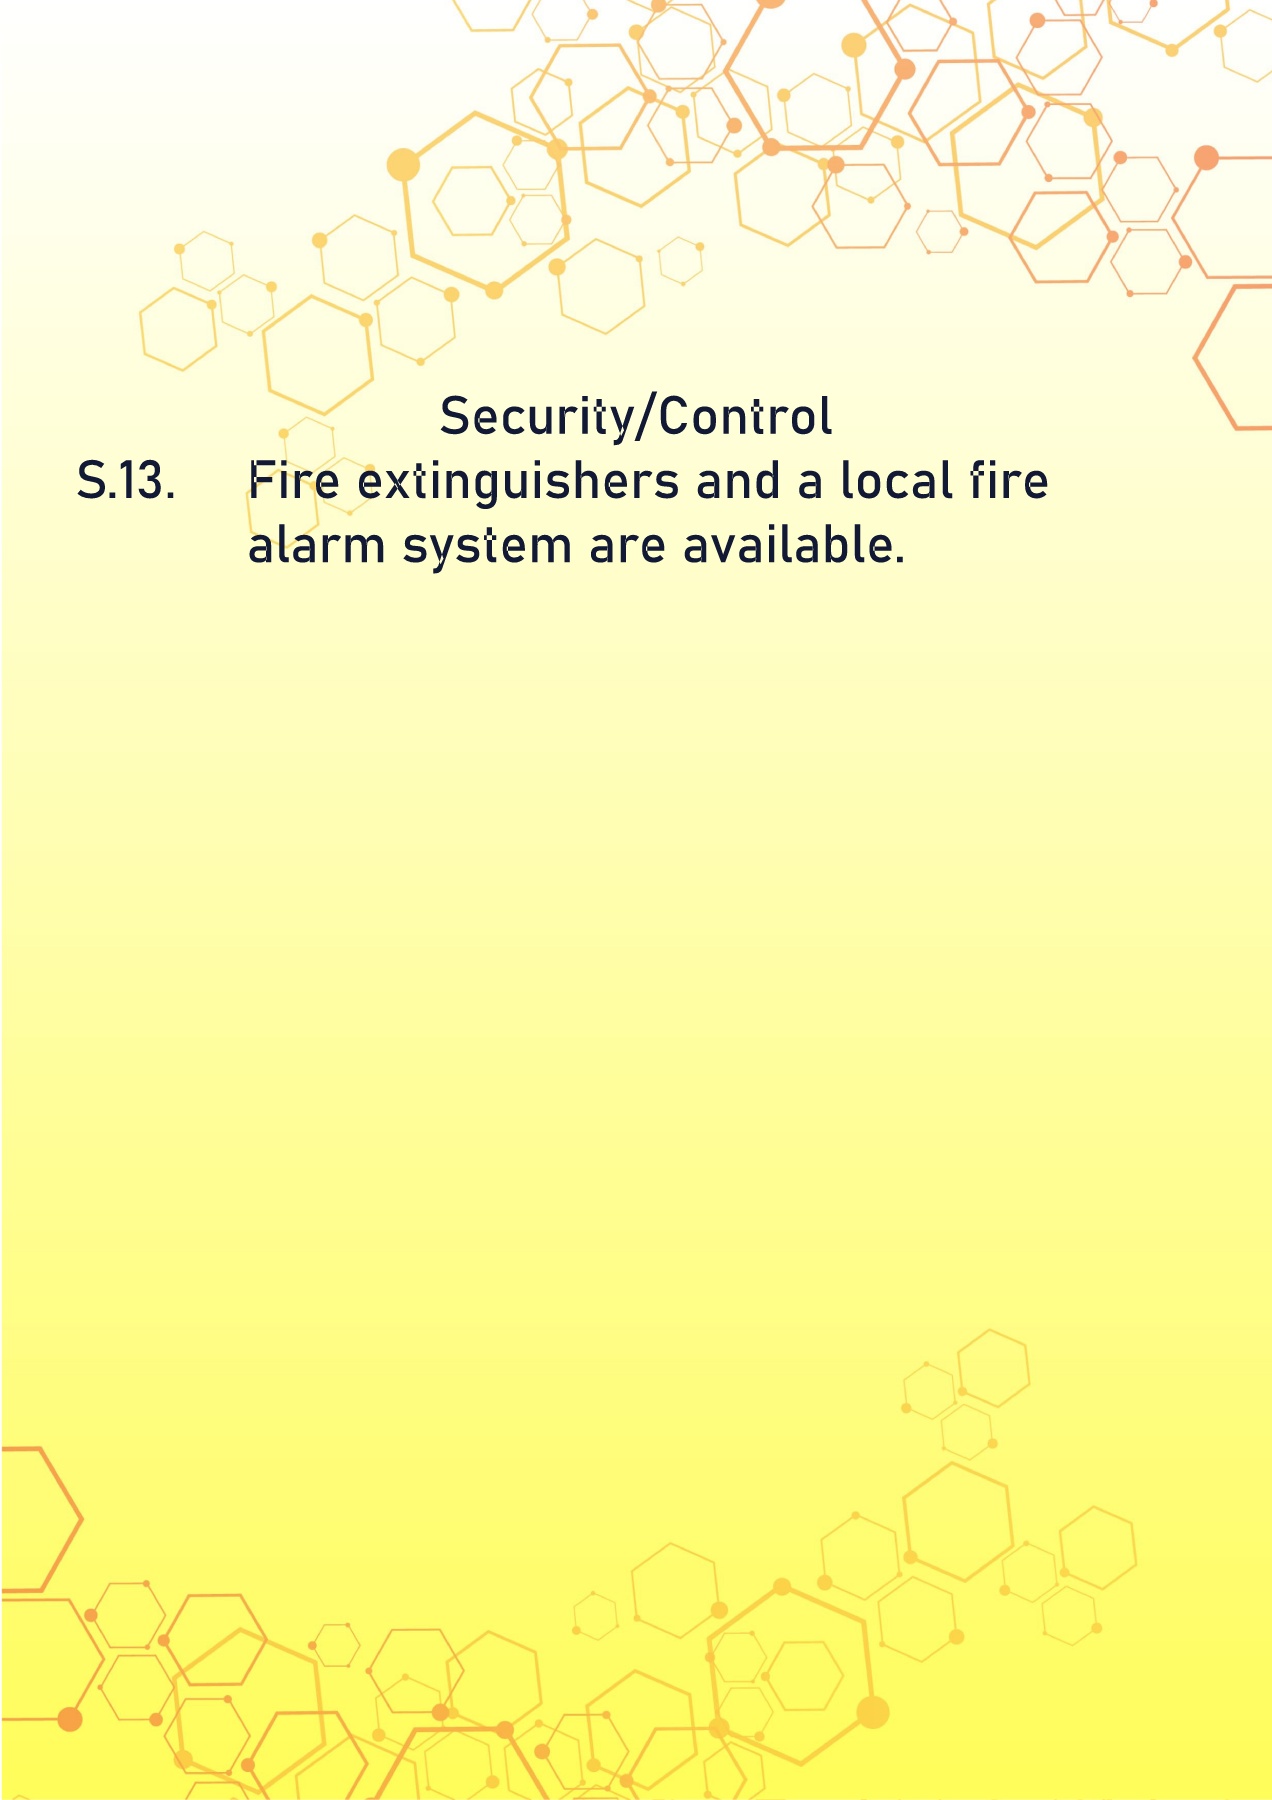 Security/Control
S.13. Fire extinguishers and a local fire
alarm system are available.